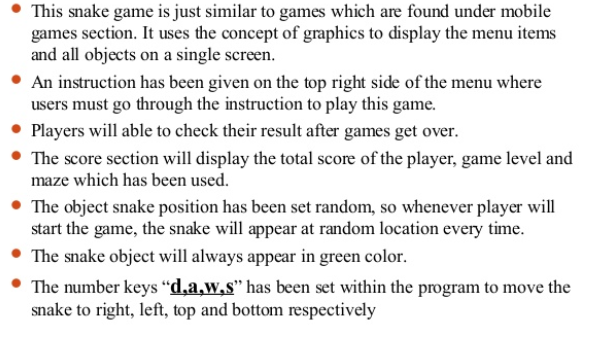 • This snake game is just similar to games which are found under mobile
games section. It uses the concept of graphics to display the menu items
and all objects on a single screen.
• An instruction has been given on the top right side of the menu where
users must go through the instruction to play this game.
• Players will able to check their result after games get over.
• The score section will display the total score of the player, game level and
maze which has been used.
• The object snake position has been set random, so whenever player will
start the game, the snake will appear at random location every time.
• The snake object will always appear in green color.
• The number keys “d,a,w,s” has been set within the program to move the
snake to right, left, top and bottom respectively